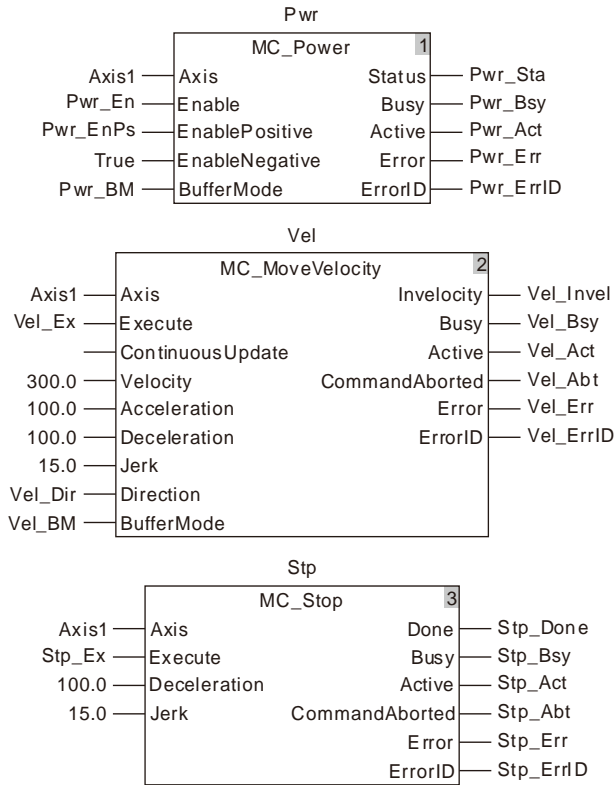 Pwr
MC_Power 1
Axis1 Axis Status Pwr_Sta
Pwr_En Enable Busy Pwr_Bsy
Pwr_EnPs EnablePositive Active Pwr_Act
True EnableNegative Error Pwr_Err
Pwr_BM BufferMode ErrorID Pwr_ErrID
Vel
MC_MoveVelocity 2
Axis1 Axis Invelocity Vel_Invel
Vel_Ex Execute Busy Vel_Bsy
ContinuousUpdate Active Vel_Act
300.0 Velocity CommandAborted Vel_Abt
100.0 Acceleration Error Vel_Err
100.0 Deceleration ErrorID Vel_ErrID
15.0 Jerk
Vel_Dir Direction
Vel_BM BufferMode
Stp
MC_Stop 3
Axis1 Axis Done Stp_Done
Stp_Ex Execute Busy Stp_Bsy
100.0 Deceleration Active Stp_Act
15.0 Jerk CommandAborted Stp_Abt
Error Stp_Err
ErrorID Stp_ErrID